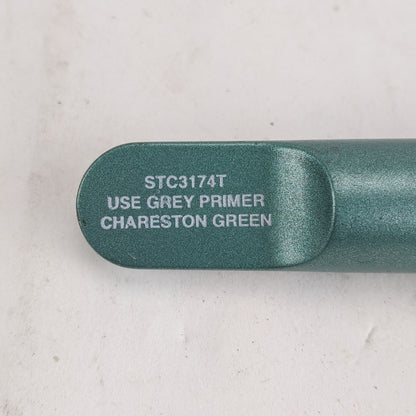 STC3174T
USE GREY PRIMER
CHARESTON GREEN